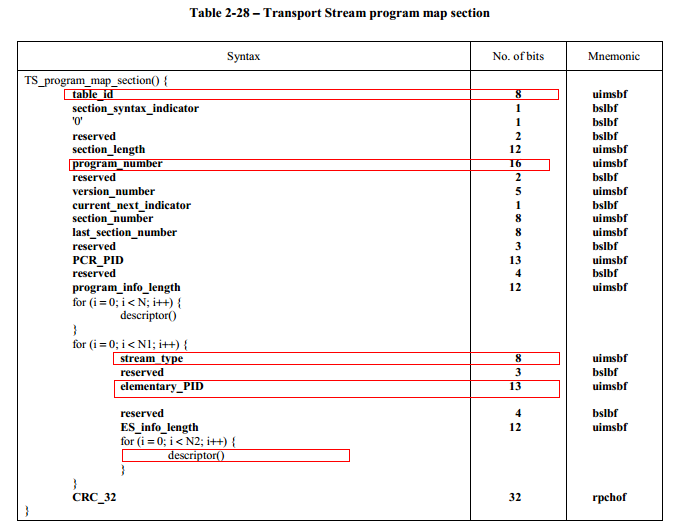 Table 2-28 – Transport Stream program map section
Syntax No. of bits Mnemonic
TS_program_map_section() {
table_id 8 uimsbf
section_syntax_indicator 1 bslbf
'0' 1 bslbf
reserved 2 bslbf
section_length 12 uimsbf
program_number 16 uimsbf
reserved 2 bslbf
version_number 5 uimsbf
current_next_indicator 1 bslbf
section_number 8 uimsbf
last_section_number 8 uimsbf
reserved 3 bslbf
PCR_PID 13 uimsbf
reserved 4 bslbf
program_info_length 12 uimsbf
for (i = 0; i < N; i++) {
descriptor()
}
for (i = 0; i < N1; i++) {
stream_type 8 uimsbf
reserved 3 bslbf
elementary_PID 13 uimsbf
reserved 4 bslbf
ES_info_length 12 uimsbf
for (i = 0; i < N2; i++) {
descriptor()
}
}
CRC_32 32 rpchof
}